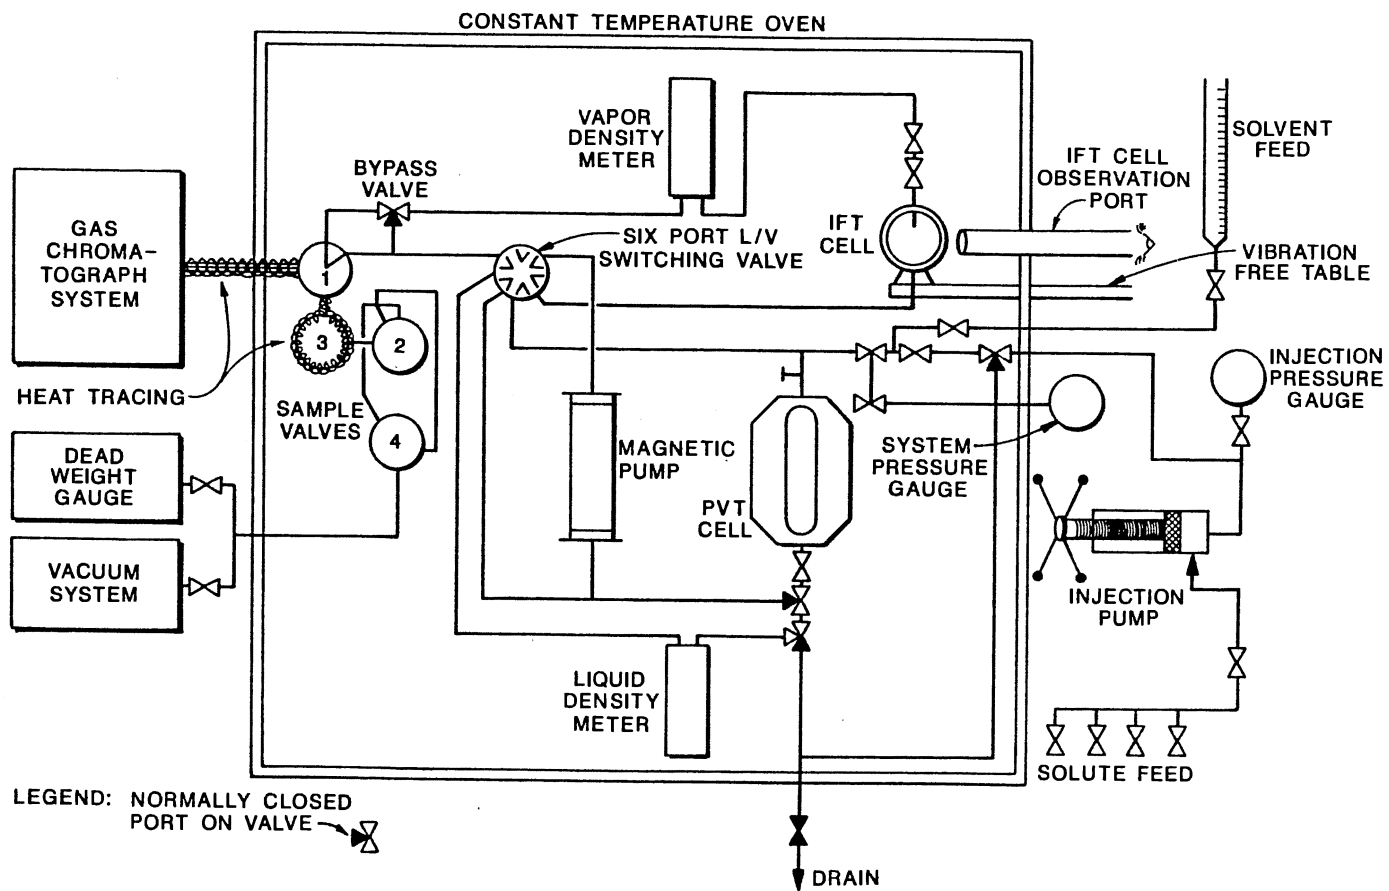 CONSTANT TEMPERATURE OVEN
VAPOR
DENSITY
METER
SOLVENT
FEED
IFT CELL
OBSERVATION
PORT
BYPASS
VALVE
GAS
CHROMA-
TOGRAPH
SYSTEM
SIX PORT L/V
SWITCHING VALVE
IFT
CELL
VIBRATION
FREE TABLE
1
3
2
HEAT TRACING
SAMPLE
VALVES
4
INJECTION
PRESSURE
GAUGE
DEAD
WEIGHT
GAUGE
MAGNETIC
PUMP
SYSTEM
PRESSURE
GAUGE
PVT
CELL
VACUUM
SYSTEM
INJECTION
PUMP
LIQUID
DENSITY
METER
SOLUTE FEED
LEGEND: NORMALLY CLOSED
PORT ON VALVE
DRAIN